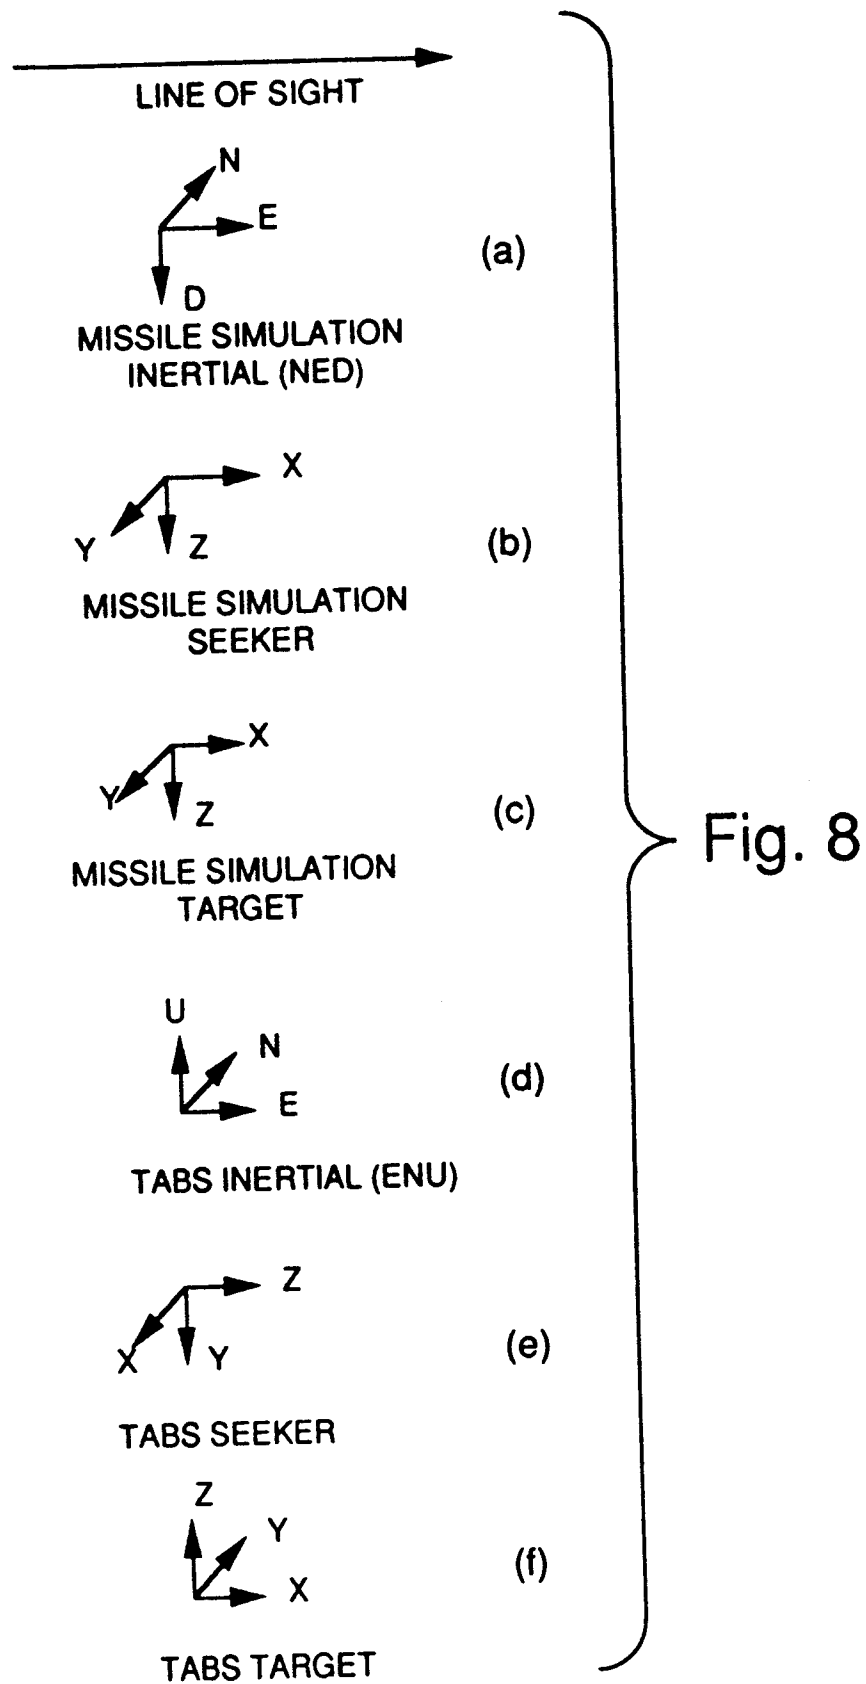 LINE OF SIGHT
N
E
D
(a)
MISSILE SIMULATION
INERTIAL (NED)
X
Y
Z
(b)
MISSILE SIMULATION
SEEKER
X
Y
Z
(c)
Fig. 8
MISSILE SIMULATION
TARGET
U
N
E
(d)
TABS INERTIAL (ENU)
Z
X
Y
(e)
TABS SEEKER
Z
Y
X
(f)
TABS TARGET